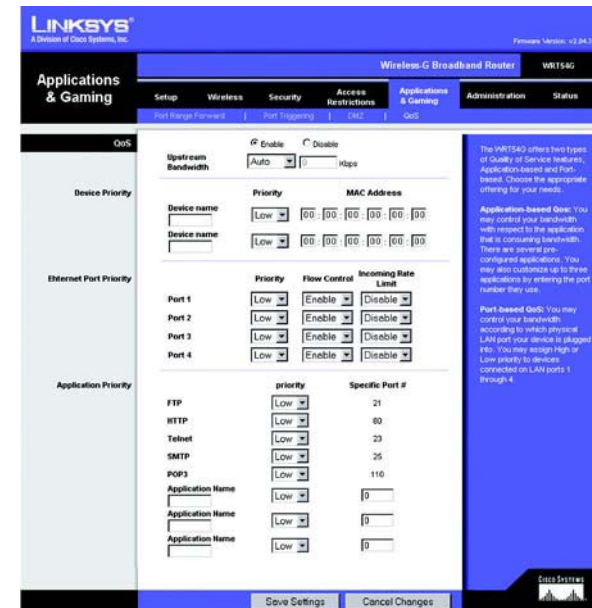 LINKSYS®
A Division of Cisco Systems, Inc.
Firmware Version: v2.04.3
Wireless-G Broadband Router WRT54G
Applications & Gaming
Setup Wireless Security Access Restrictions Applications & Gaming Administration Status
Port Range Forward | Port Triggering | DMZ | QoS
QoS
Enable Disable
Upstream Bandwidth Auto 0 Kbps
Device Priority
Priority MAC Address
Device name
Low 00 : 00 : 00 : 00 : 00 : 00
Device name
Low 00 : 00 : 00 : 00 : 00 : 00
Ehternet Port Priority
Priority Flow Control Incoming Rate Limit
Port 1 Low Enable Disable
Port 2 Low Enable Disable
Port 3 Low Enable Disable
Port 4 Low Enable Disable
Application Priority
priority Specific Port #
FTP Low 21
HTTP Low 80
Telnet Low 23
SMTP Low 25
POP3 Low 110
Application Name
Low 0
Application Name
Low 0
Application Name
Low 0
The WRT54G offers two types
of Quality of Service features,
Application-based and Port-
based. Choose the appropriate
offering for your needs.
Application-based Qos: You
may control your bandwidth
with respect to the application
that is consuming bandwidth.
There are several pre-
configured applications. You
may also customize up to three
applications by entering the port
number they use.
Port-based QoS: You may
control your bandwidth
according to which physical
LAN port your device is plugged
into. You may assign High or
Low priority to devices
connected on LAN ports 1
through 4.
CISCO SYSTEMS
Save Settings Cancel Changes